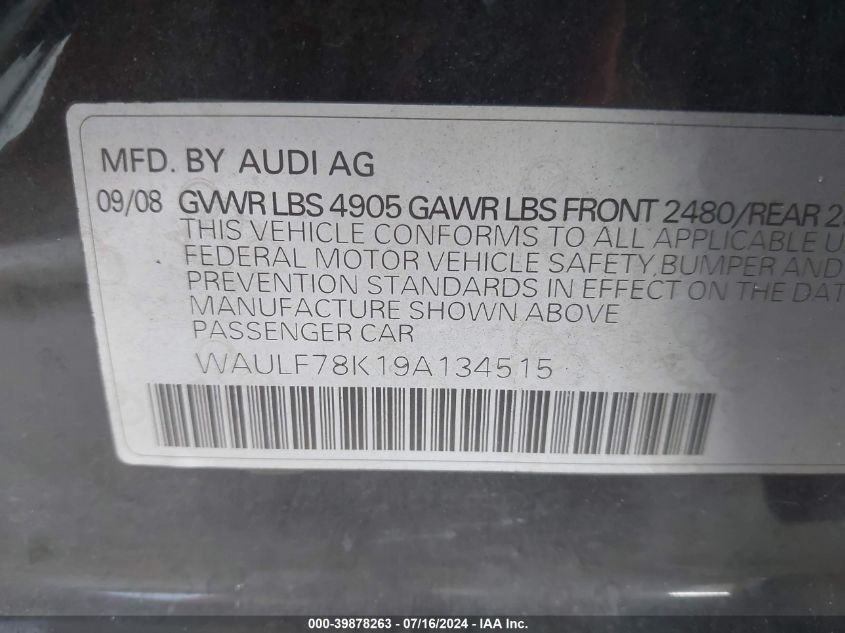 MFD. BY AUDI AG
09/08 GVWR LBS 4905 GAWR LBS FRONT 2480/REAR
THIS VEHICLE CONFORMS TO ALL APPLICABLE
FEDERAL MOTOR VEHICLE SAFETY,BUMPER AND
PREVENTION STANDARDS IN EFFECT ON THE
MANUFACTURE SHOWN ABOVE
PASSENGER CAR
WAULF78K19A134515
000-39878263 - 07/16/2024 - IAA Inc.